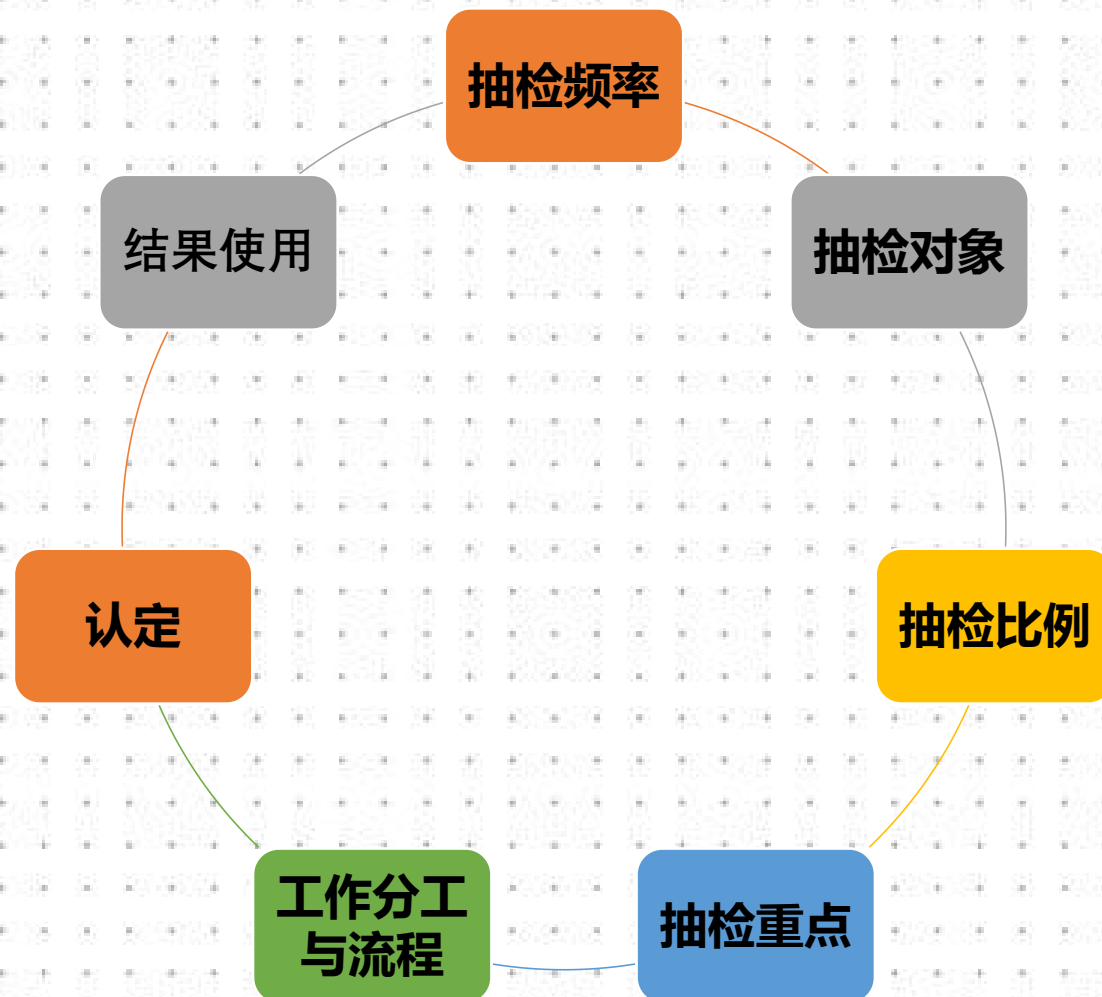 抽检频率
抽检对象
抽检比例
抽检重点
工作分工
与流程
认定
结果使用